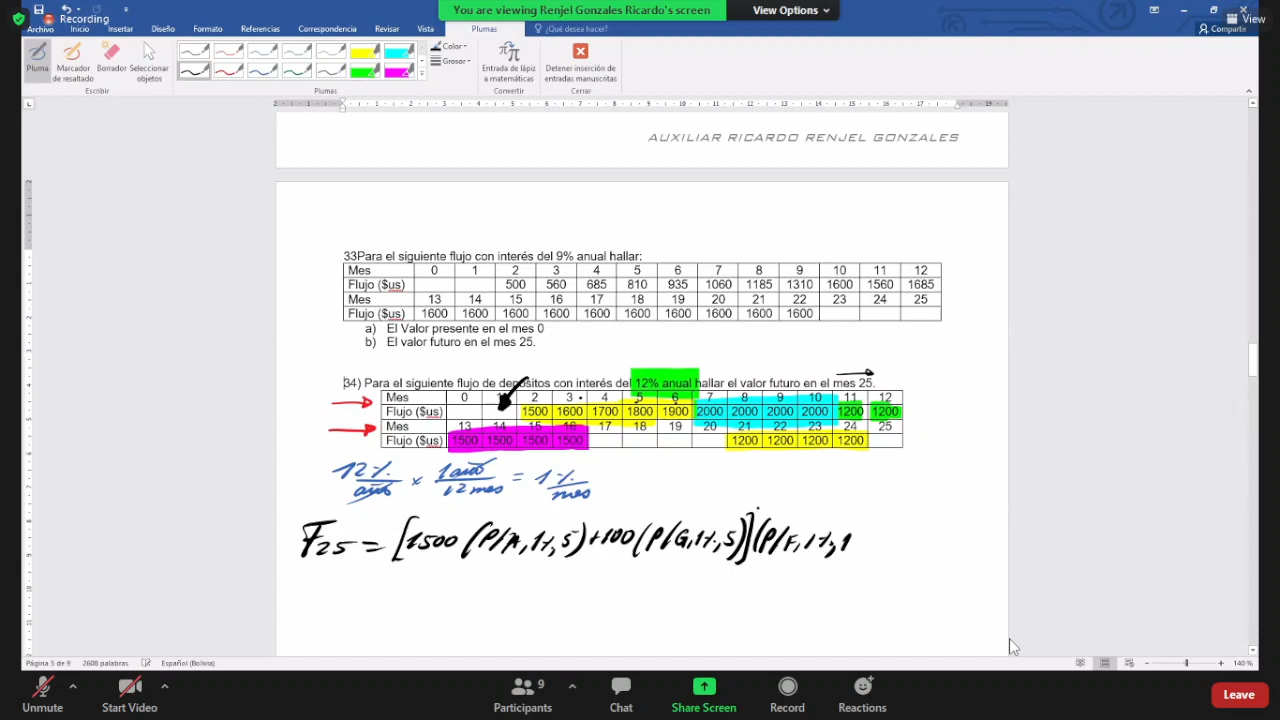 Recording
You are viewing Renjel Gonzales Ricardo's screen
View Options
View
Archivo Inicio Insertar Diseño Formato Referencias Correspondencia Revisar Vista Plumas ¿Qué desea hacer?
Compartir
Color
Grosor
Pluma
Marcador de resaltado
Borrador
Seleccionar objetos
Entrada de lápiz a matemáticas
Detener inserción de entradas manuscritas
Escribir Plumas Convertir Cerrar
AUXILIAR RICARDO RENJEL GONZALES
33Para el siguiente flujo con interés del 9% anual hallar:
Mes 0 1 2 3 4 5 6 7 8 9 10 11 12
Flujo ($us) 500 560 685 810 935 1060 1185 1310 1600 1560 1685
Mes 13 14 15 16 17 18 19 20 21 22 23 24 25
Flujo ($us) 1600 1600 1600 1600 1600 1600 1600 1600 1600 1600
a) El Valor presente en el mes 0
b) El valor futuro en el mes 25.
34) Para el siguiente flujo de depósitos con interés del 12% anual hallar el valor futuro en el mes 25.
Mes 0 1 2 3 4 5 6 7 8 9 10 11 12
Flujo ($us) 1500 1600 1700 1800 1900 2000 2000 2000 2000 1200 1200
Mes 13 14 15 16 17 18 19 20 21 22 23 24 25
Flujo ($us) 1500 1500 1500 1500 1200 1200 1200 1200
12%/año × 1 año/12 mes = 1 %/mes
F25 = [1500 (P/A,1%,5)+100(P/G,1%,5)](P/F,1%,1
Página 5 de 9 2608 palabras Español (Bolivia)
140 %
Unmute
Start Video
9
Participants
Chat
Share Screen
Record
Reactions
Leave